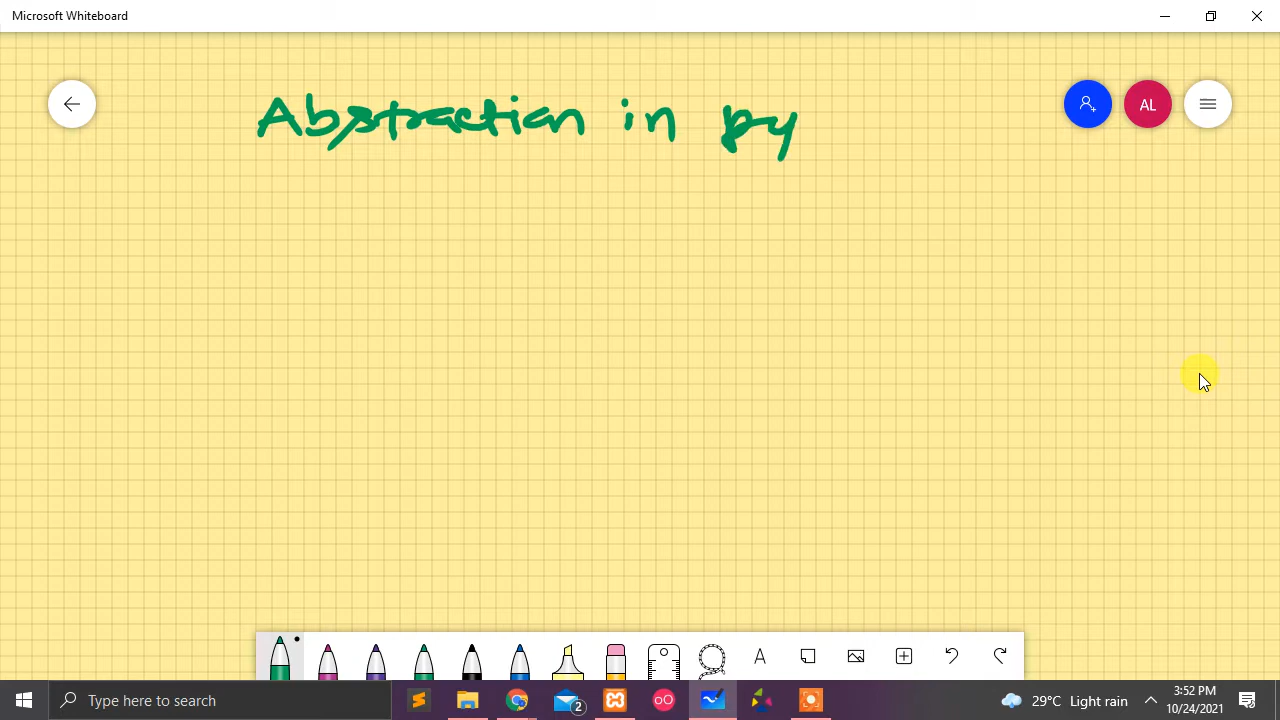 Microsoft Whiteboard
Abstraction in py
AL
A
Type here to search
2
29°C Light rain
3:52 PM
10/24/2021